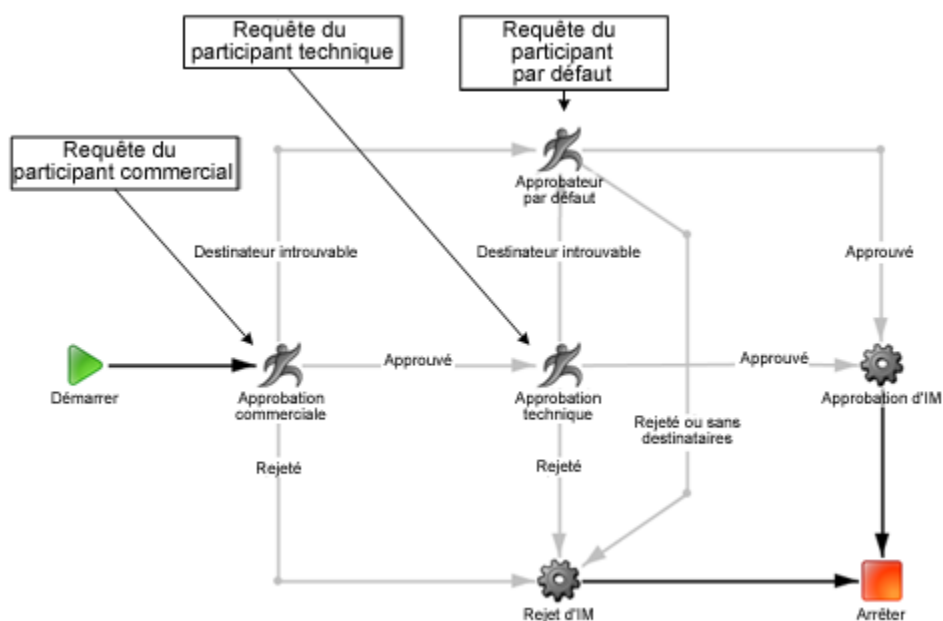 Requête du
participant technique
Requête du
participant
par défaut
Requête du
participant commercial
Approbateur
par défaut
Destinateur introuvable
Destinateur introuvable
Approuvé
Démarrer
Approbation
commerciale
Approuvé
Approbation
technique
Approuvé
Approbation d'IM
Rejeté
Rejeté
Rejeté ou sans
destinataires
Rejet d'IM
Arrêter